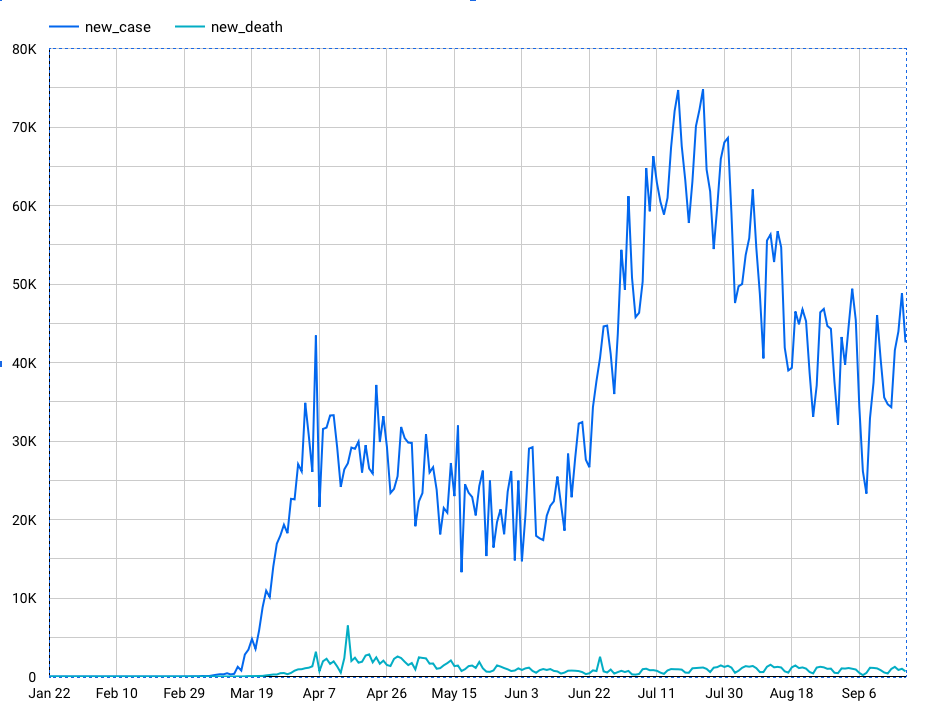 new_case new_death
80K
70K
60K
50K
40K
30K
20K
10K
0
Jan 22 Feb 10 Feb 29 Mar 19 Apr 7 Apr 26 May 15 Jun 3 Jun 22 Jul 11 Jul 30 Aug 18 Sep 6